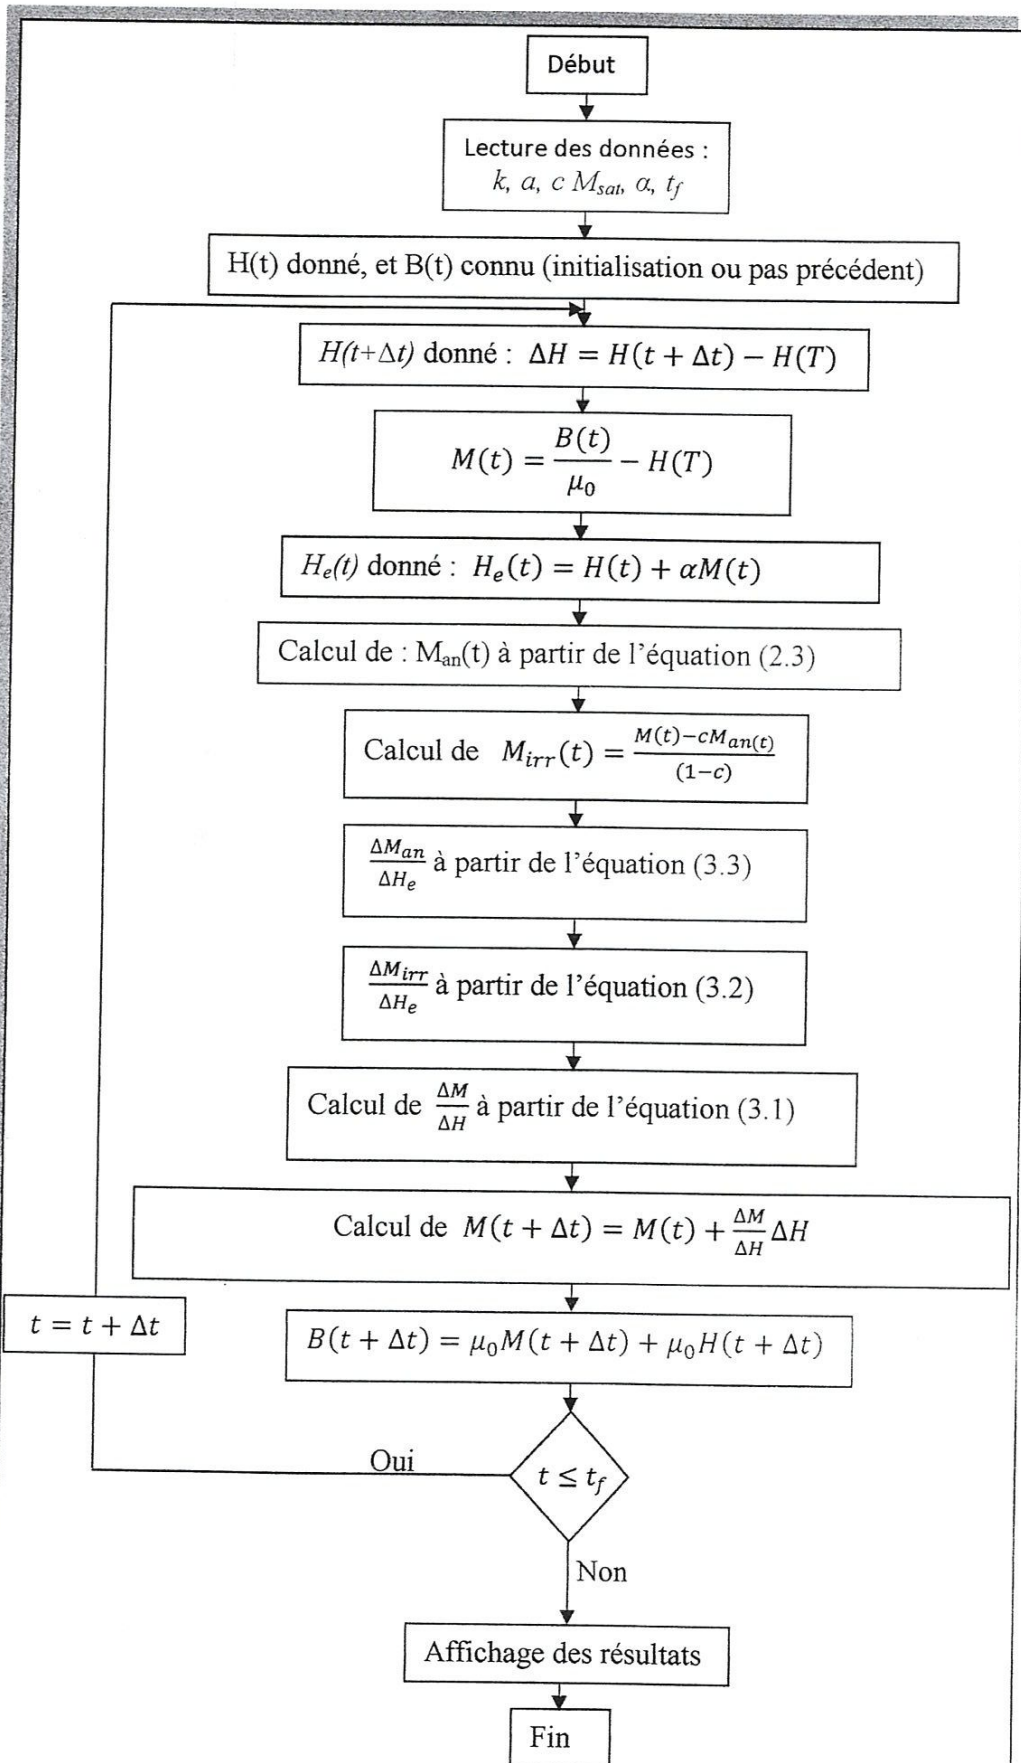 Début
Lecture des données :
k, a, c M_sat, α, t_f
H(t) donné, et B(t) connu (initialisation ou pas précédent)
H(t+Δt) donné : ΔH = H(t + Δt) − H(T)
M(t) = B(t)/μ₀ − H(T)
H_e(t) donné : H_e(t) = H(t) + αM(t)
Calcul de : M_an(t) à partir de l'équation (2.3)
Calcul de M_irr(t) = M(t)−cM_an(t)/(1−c)
ΔM_an/ΔH_e à partir de l'équation (3.3)
ΔM_irr/ΔH_e à partir de l'équation (3.2)
Calcul de ΔM/ΔH à partir de l'équation (3.1)
Calcul de M(t + Δt) = M(t) + ΔM/ΔH ΔH
t = t + Δt
B(t + Δt) = μ₀M(t + Δt) + μ₀H(t + Δt)
Oui
t ≤ t_f
Non
Affichage des résultats
Fin